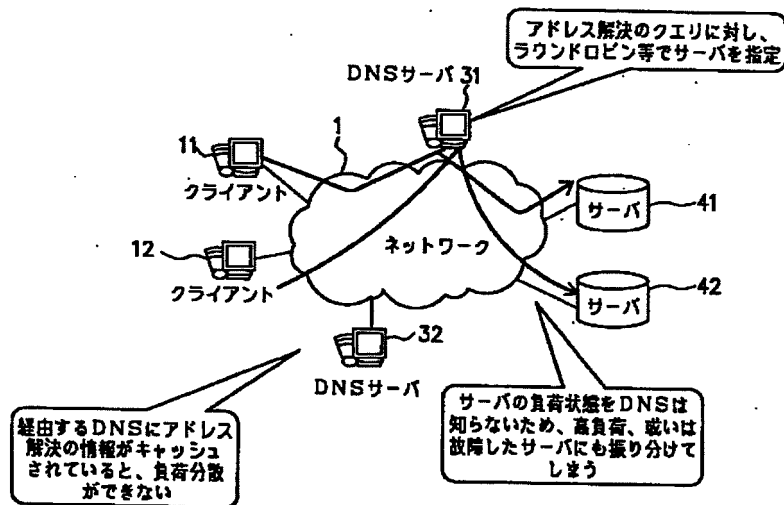 アドレス解決のクエリに対し、
ラウンドロビン等でサーバを指定
DNSサーバ 31
11
クライアント
1
サーバ
41
12
クライアント
ネットワーク
サーバ
42
32
DNSサーバ
経由するDNSにアドレス
解決の情報がキャッシュ
されていると、負荷分散
ができない
サーバの負荷状態をDNSは
知らないため、高負荷、或いは
故障したサーバにも振り分けて
しまう